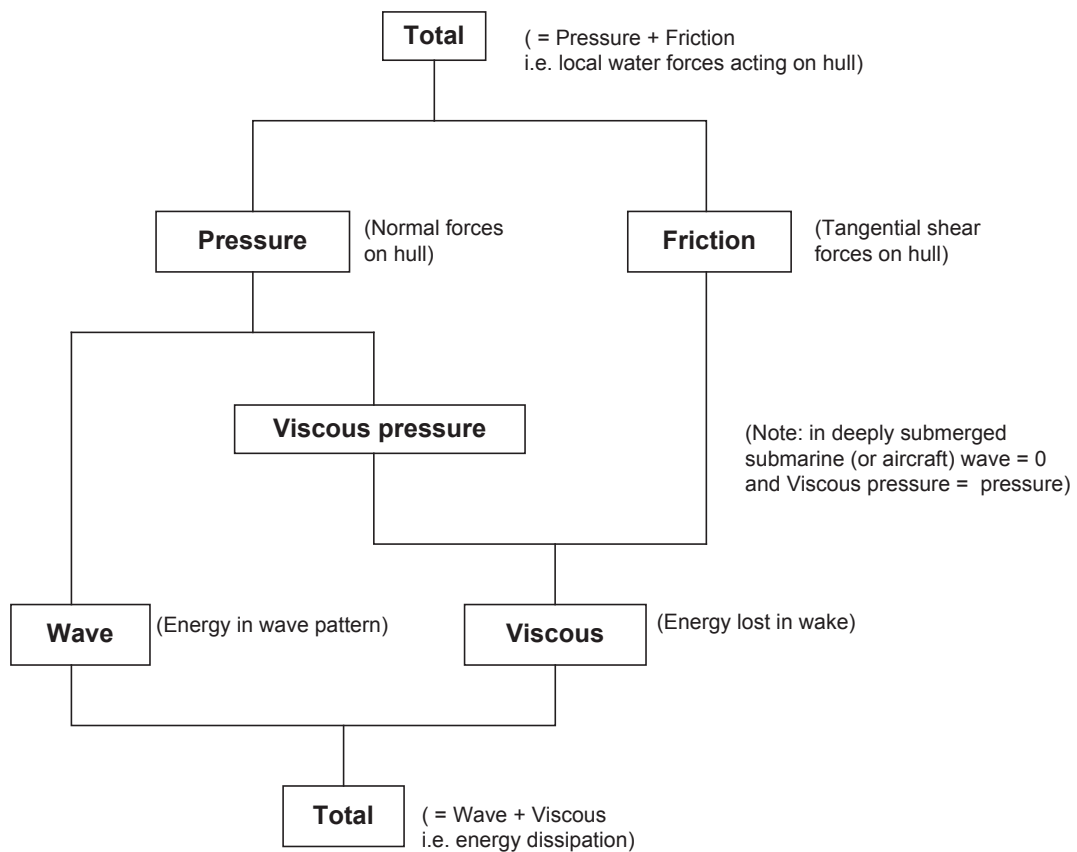 Total
( = Pressure + Friction
i.e. local water forces acting on hull)
Pressure
(Normal forces
on hull)
Friction
(Tangential shear
forces on hull)
Viscous pressure
(Note: in deeply submerged
submarine (or aircraft) wave = 0
and Viscous pressure = pressure)
Wave
(Energy in wave pattern)
Viscous
(Energy lost in wake)
Total
( = Wave + Viscous
i.e. energy dissipation)